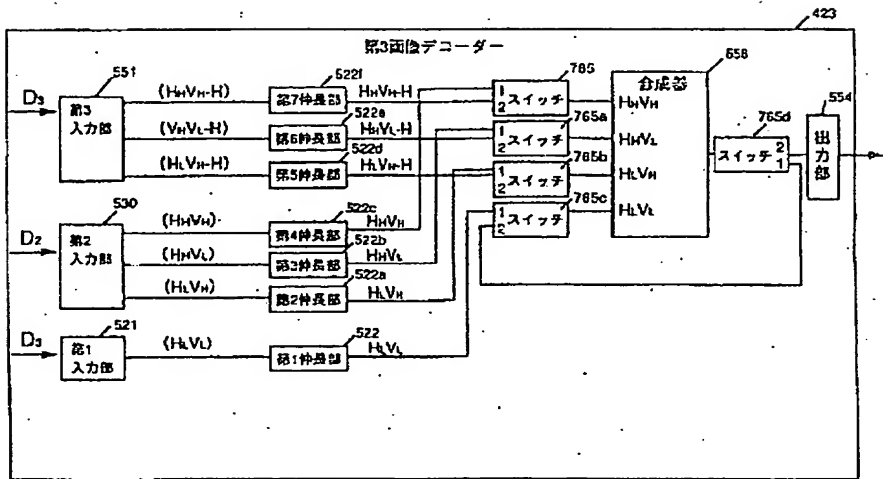 423
第3画像デコーダー
551
D3
第3
入力部
(HHVH-H)
522f
第7伸長部
HHVH-H
(VHVL-H)
522e
第6伸長部
HHVL-H
(HLVH-H)
522d
第5伸長部
HLVH-H
530
D2
第2
入力部
(HHVH)
522c
第4伸長部
HHVH
(HHVL)
522b
第3伸長部
HHVL
(HLVH)
522a
第2伸長部
HLVH
521
D3
第1
入力部
(HLVL)
522
第1伸長部
HLVL
765
1
2
スイッチ
765a
1
2
スイッチ
765b
1
2
スイッチ
765c
1
2
スイッチ
合成器
HHVH
HHVL
HLVH
HLVL
765d
スイッチ
2
1
554
出力部